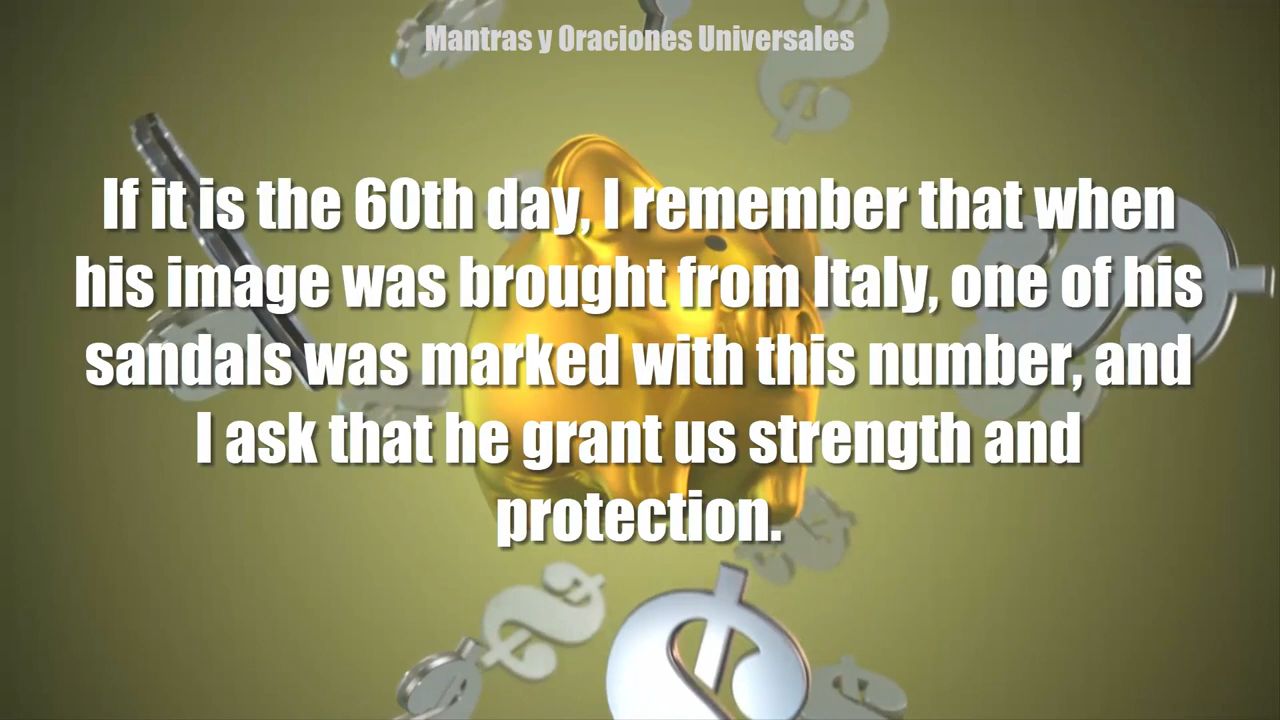 Mantras y Oraciones Universales
If it is the 60th day, I remember that when
his image was brought from Italy, one of his
sandals was marked with this number, and
I ask that he grant us strength and
protection.